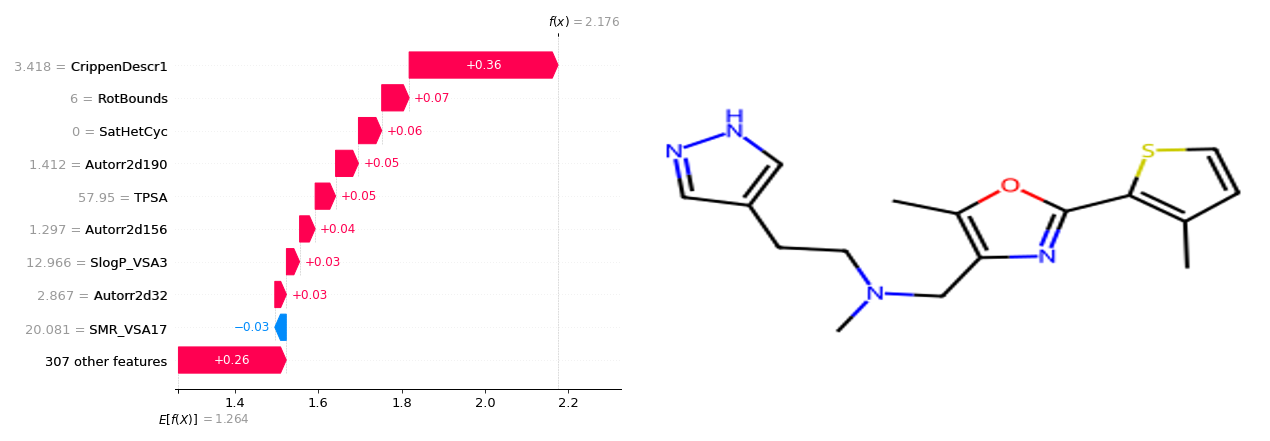 f(x) = 2.176
3.418 = CrippenDescr1
+0.36
6 = RotBounds
+0.07
0 = SatHetCyc
+0.06
1.412 = Autorr2d190
+0.05
57.95 = TPSA
+0.05
1.297 = Autorr2d156
+0.04
12.966 = SlogP_VSA3
+0.03
2.867 = Autorr2d32
+0.03
20.081 = SMR_VSA17
−0.03
307 other features
+0.26
1.4 1.6 1.8 2.0 2.2
E[f(X)] = 1.264
H
N
N
S
O
N
N